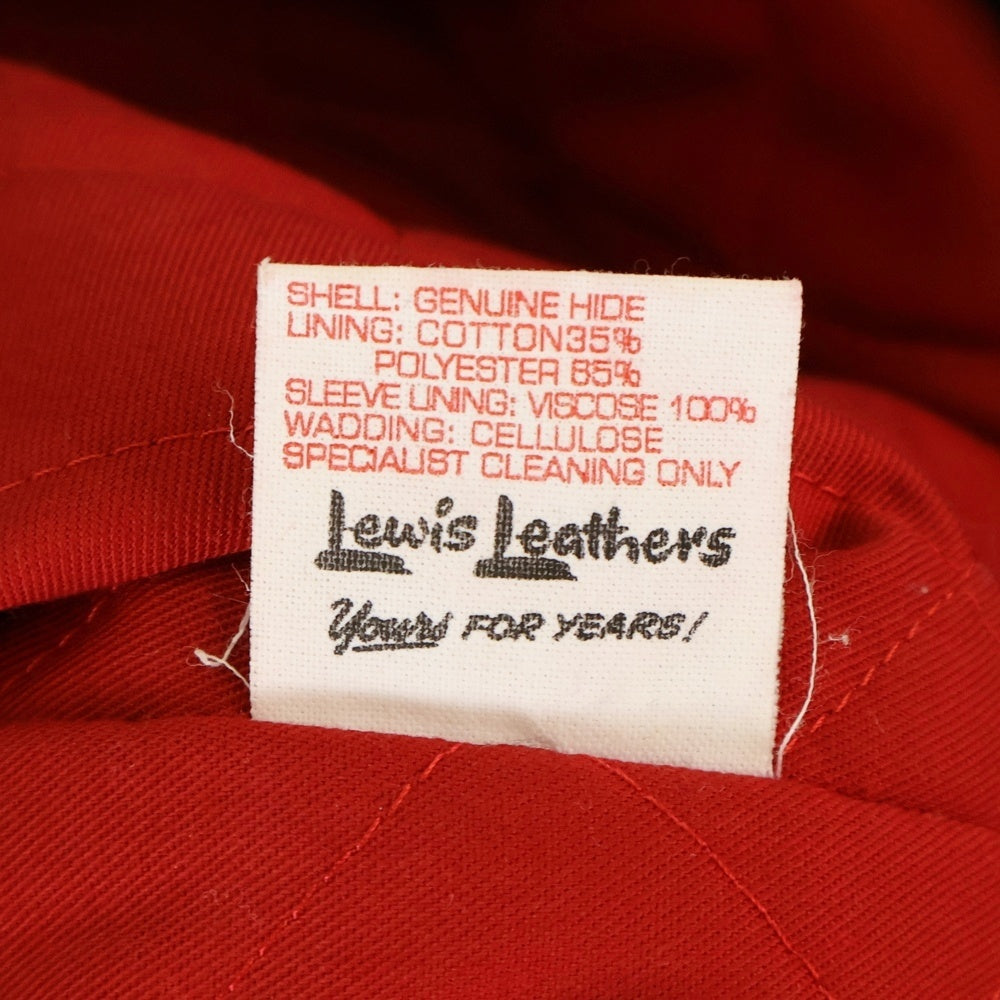 SHELL: GENUINE HIDE
LINING: COTTON35%
POLYESTER 65%
SLEEVE LINING: VISCOSE 100%
WADDING: CELLULOSE
SPECIALIST CLEANING ONLY
Lewis Leathers
Yours FOR YEARS!